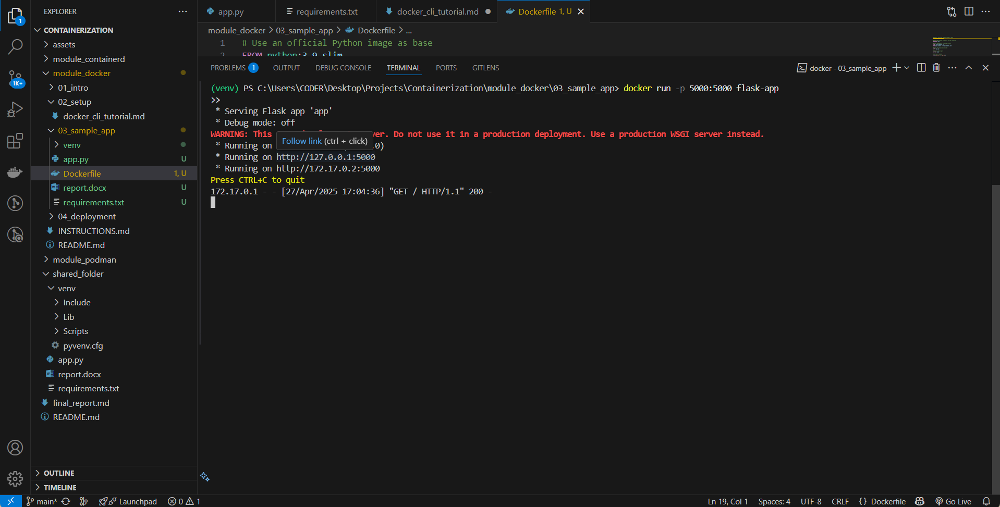 EXPLORER
CONTAINERIZATION
assets
module_containerd
module_docker
01_intro
02_setup
docker_cli_tutorial.md
03_sample_app
venv
app.py U
Dockerfile 1, U
report.docx U
requirements.txt U
04_deployment
INSTRUCTIONS.md
README.md
module_podman
shared_folder
venv
Include
Lib
Scripts
pyvenv.cfg
app.py
report.docx
requirements.txt
final_report.md
README.md
OUTLINE
TIMELINE
1
1K+
app.py
requirements.txt
docker_cli_tutorial.md
Dockerfile 1, U
module_docker > 03_sample_app > Dockerfile > ...
1 # Use an official Python image as base
2 FROM python:3.9-slim
PROBLEMS 1 OUTPUT DEBUG CONSOLE TERMINAL PORTS GITLENS
docker - 03_sample_app
(venv) PS C:\Users\CODER\Desktop\Projects\Containerization\module_docker\03_sample_app> docker run -p 5000:5000 flask-app
>>
* Serving Flask app 'app'
* Debug mode: off
WARNING: This ver. Do not use it in a production deployment. Use a production WSGI server instead.
Follow link (ctrl + click)
* Running on .0)
* Running on http://127.0.0.1:5000
* Running on http://172.17.0.2:5000
Press CTRL+C to quit
172.17.0.1 - - [27/Apr/2025 17:04:36] "GET / HTTP/1.1" 200 -
main* Launchpad 0 1 Ln 19, Col 1 Spaces: 4 UTF-8 CRLF {} Dockerfile Go Live